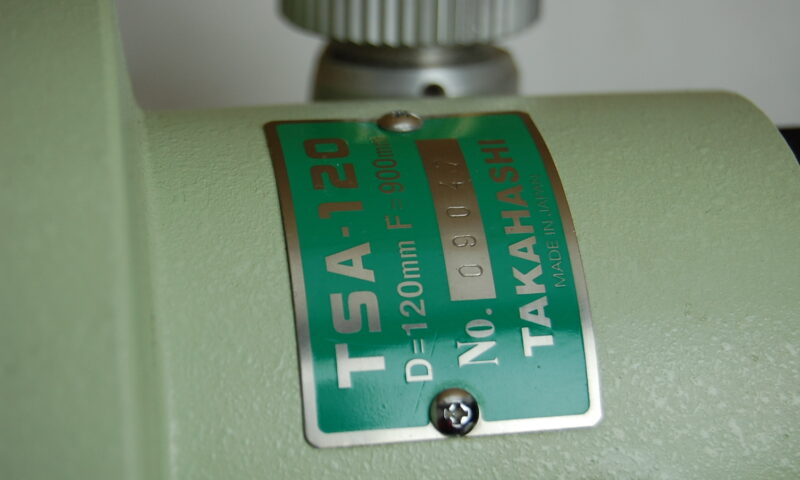 TSA-120
D=120mm F=900mm
No. 09042
TAKAHASHI
MADE IN JAPAN